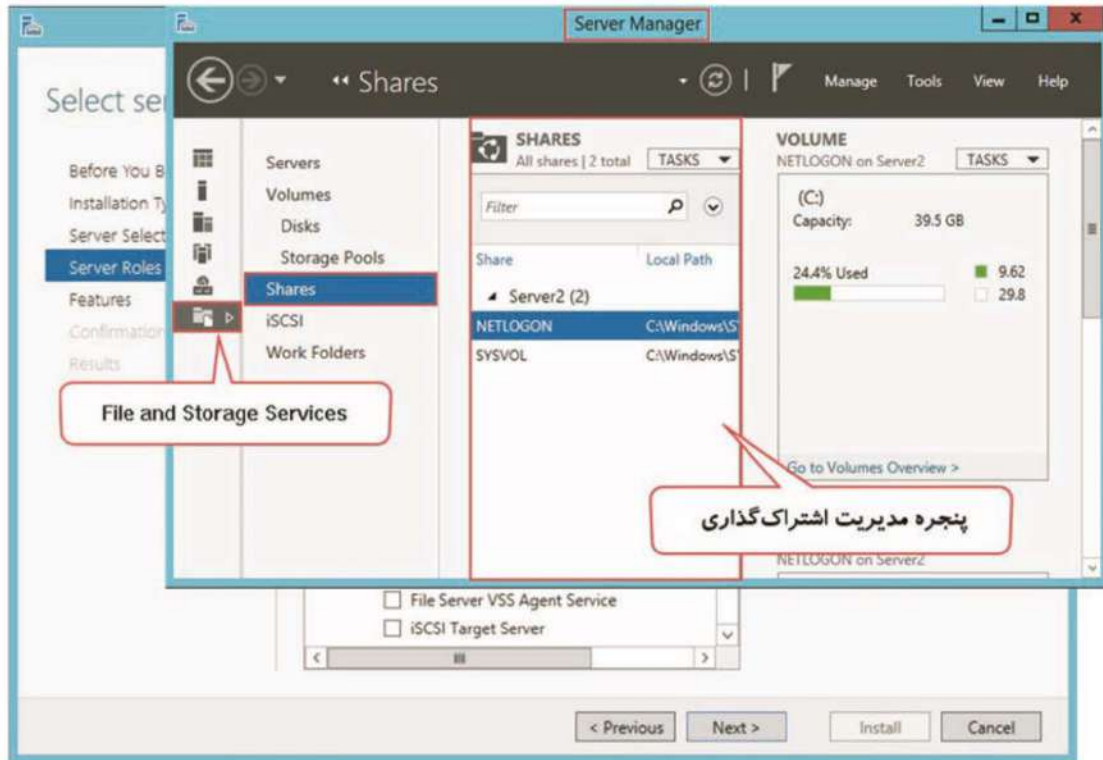 Server Manager
Shares
Manage Tools View Help
Select se
Before You B
Installation Ty
Server Select
Server Roles
Features
Confirmation
Results
Servers
Volumes
Disks
Storage Pools
Shares
iSCSI
Work Folders
File and Storage Services
SHARES
All shares | 2 total TASKS
Filter
Share Local Path
Server2 (2)
NETLOGON C:\Windows\S
SYSVOL C:\Windows\S
VOLUME
NETLOGON on Server2 TASKS
(C:)
Capacity: 39.5 GB
24.4% Used 9.62
29.8
Go to Volumes Overview >
پنجره مدیریت اشتراک‌گذاری
NETLOGON on Server2
File Server VSS Agent Service
iSCSI Target Server
< Previous Next > Install Cancel